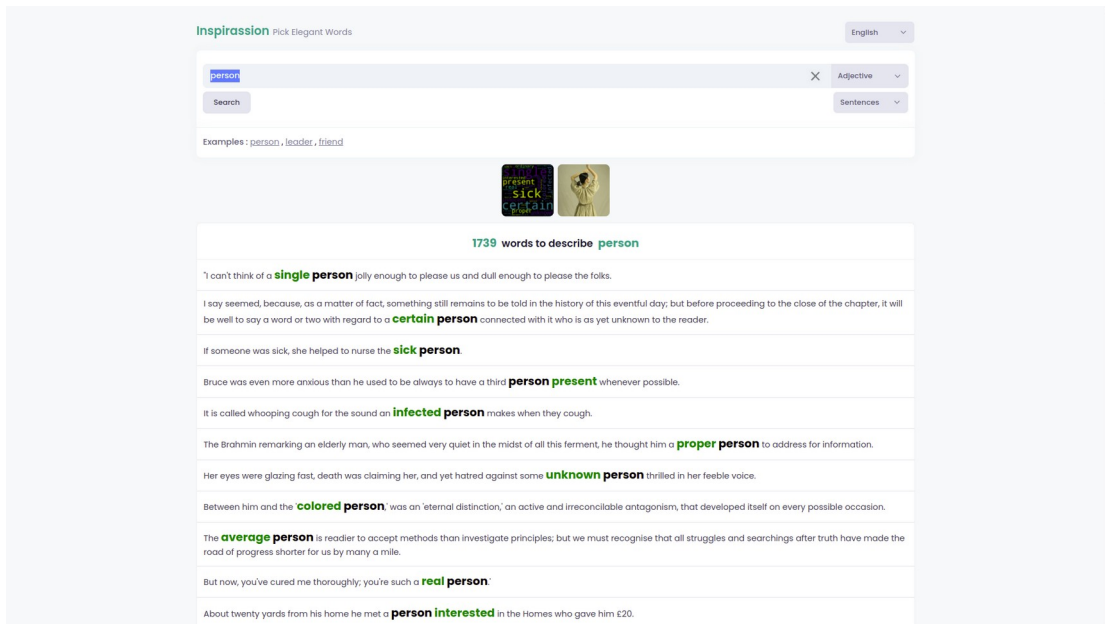 Inspirassion Pick Elegant Words
English
person
Adjective
Search
Sentences
Examples : person , leader , friend
single
present
sick
certain
proper
1739 words to describe person
"I can't think of a single person jolly enough to please us and dull enough to please the folks.
I say seemed, because, as a matter of fact, something still remains to be told in the history of this eventful day; but before proceeding to the close of the chapter, it will
be well to say a word or two with regard to a certain person connected with it who is as yet unknown to the reader.
If someone was sick, she helped to nurse the sick person.
Bruce was even more anxious than he used to be always to have a third person present whenever possible.
It is called whooping cough for the sound an infected person makes when they cough.
The Brahmin remarking an elderly man, who seemed very quiet in the midst of all this ferment, he thought him a proper person to address for information.
Her eyes were glazing fast, death was claiming her, and yet hatred against some unknown person thrilled in her feeble voice.
Between him and the 'colored person,' was an 'eternal distinction,' an active and irreconcilable antagonism, that developed itself on every possible occasion.
The average person is readier to accept methods than investigate principles; but we must recognise that all struggles and searchings after truth have made the
road of progress shorter for us by many a mile.
But now, you've cured me thoroughly; you're such a real person.'
About twenty yards from his home he met a person interested in the Homes who gave him £20.